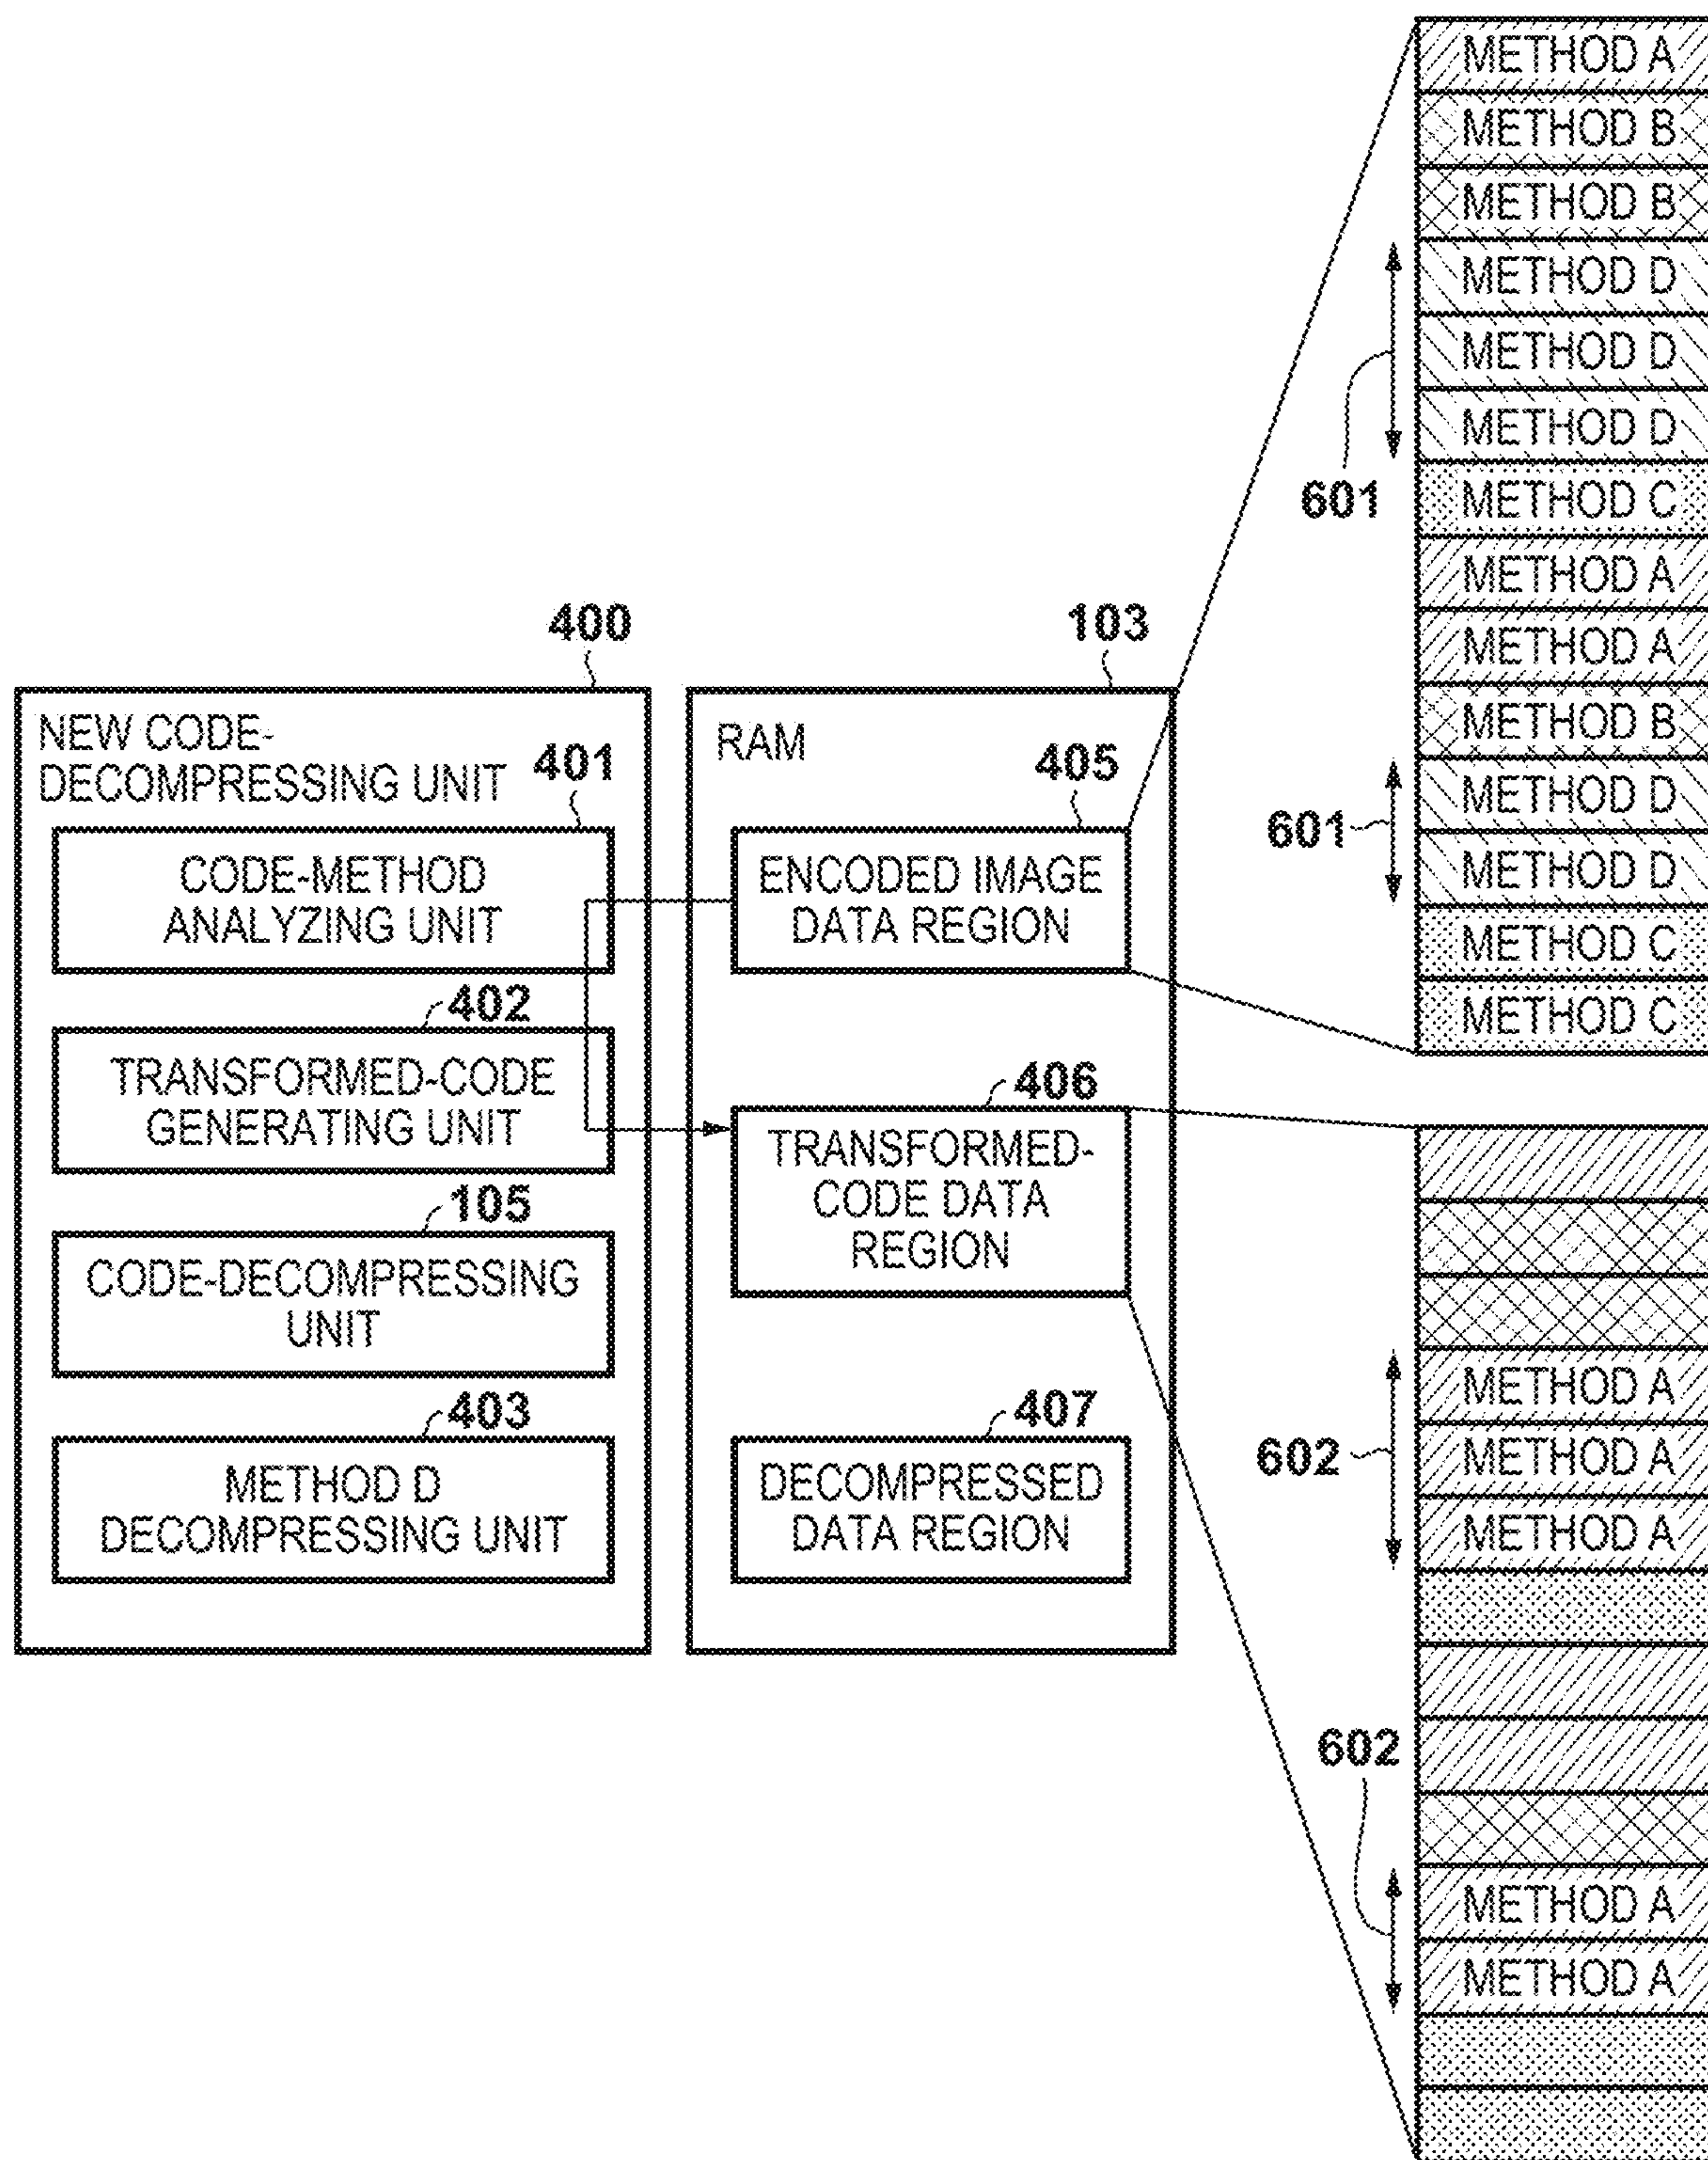 400
NEW CODE-
DECOMPRESSING UNIT
401
CODE-METHOD
ANALYZING UNIT
402
TRANSFORMED-CODE
GENERATING UNIT
105
CODE-DECOMPRESSING
UNIT
403
METHOD D
DECOMPRESSING UNIT
103
RAM
405
ENCODED IMAGE
DATA REGION
406
TRANSFORMED-
CODE DATA
REGION
407
DECOMPRESSED
DATA REGION
METHOD A
METHOD B
METHOD B
METHOD D
METHOD D
METHOD D
601
METHOD C
METHOD A
METHOD A
METHOD B
METHOD D
601
METHOD D
METHOD C
METHOD C
METHOD A
602
METHOD A
METHOD A
602
METHOD A
METHOD A